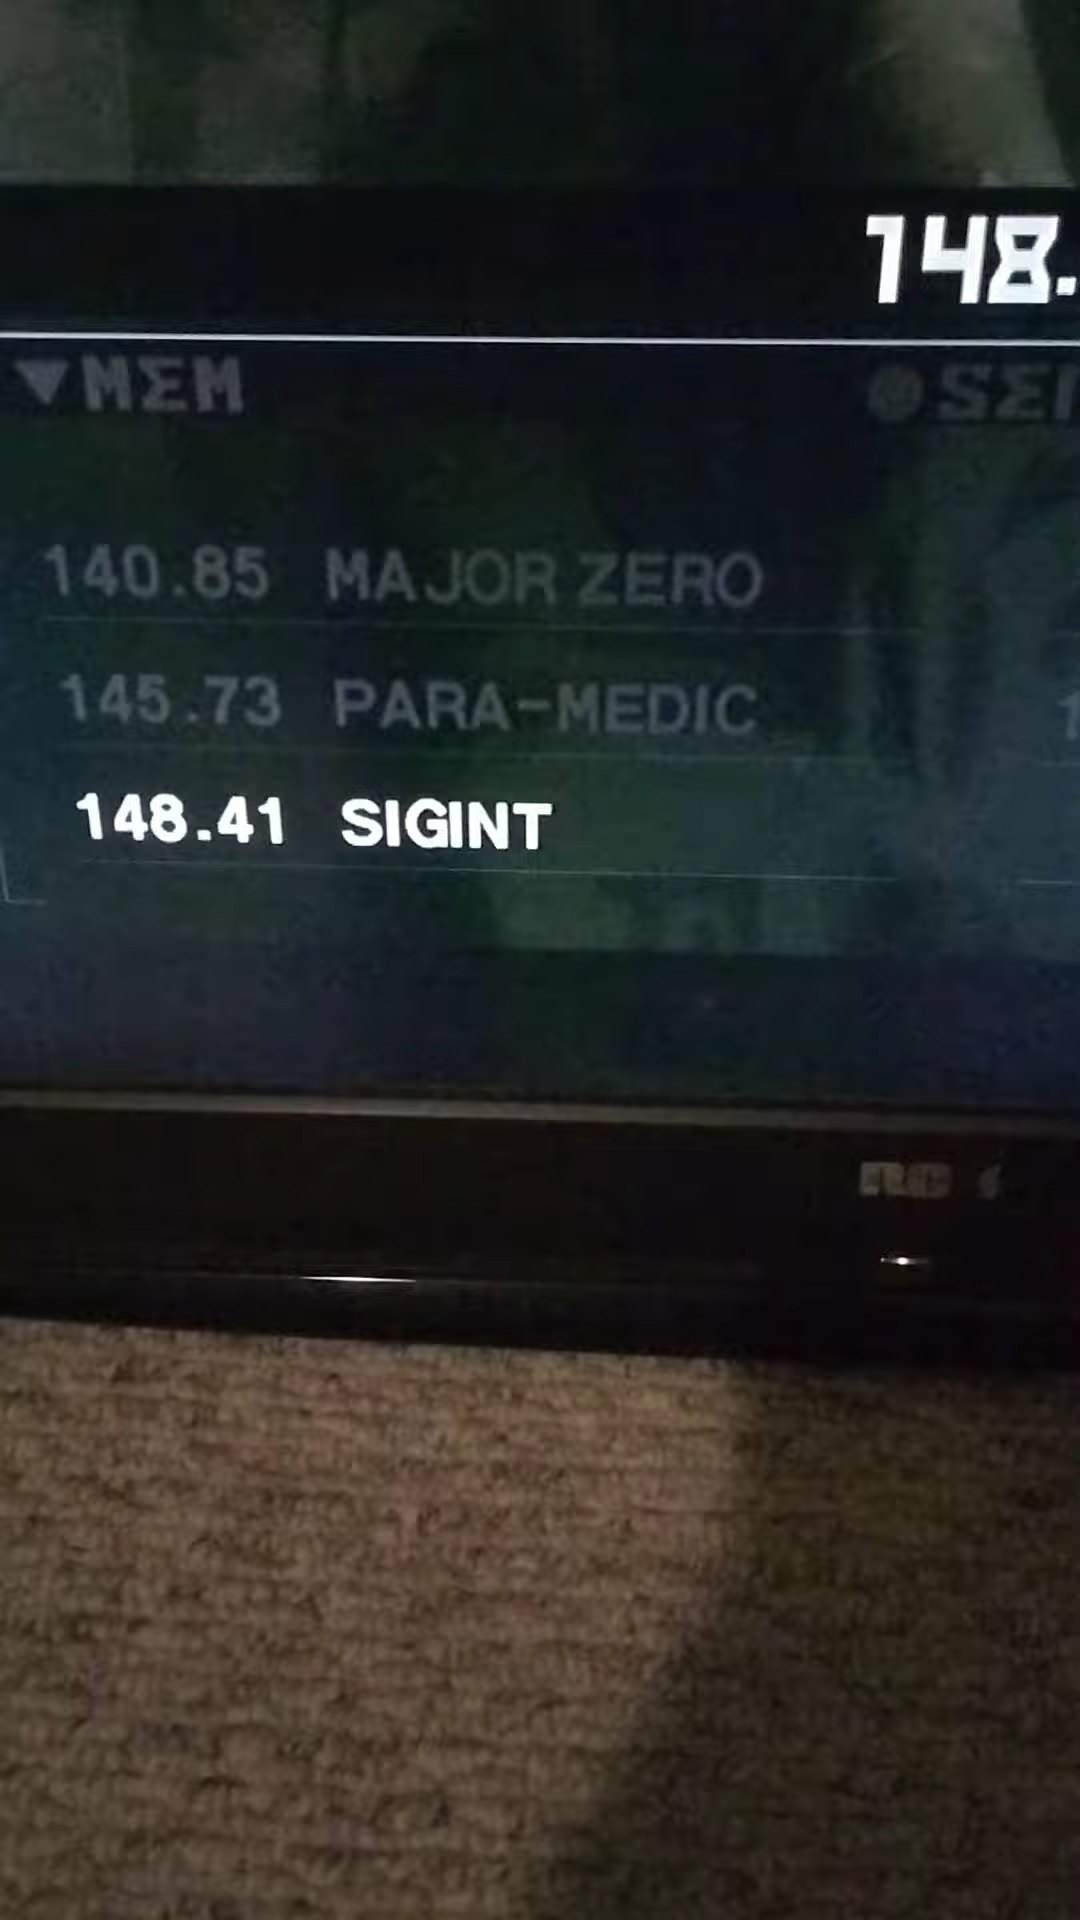 148.
▼MEM
140.85 MAJOR ZERO
145.73 PARA-MEDIC
148.41 SIGINT